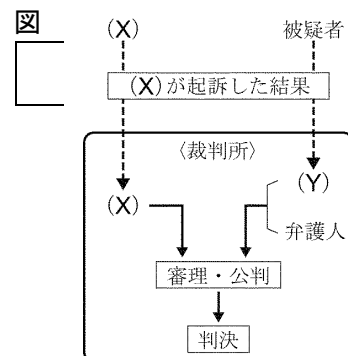 図
(X) 被疑者
(X)が起訴した結果
〈裁判所〉
(X) (Y)
弁護人
審理・公判
判決